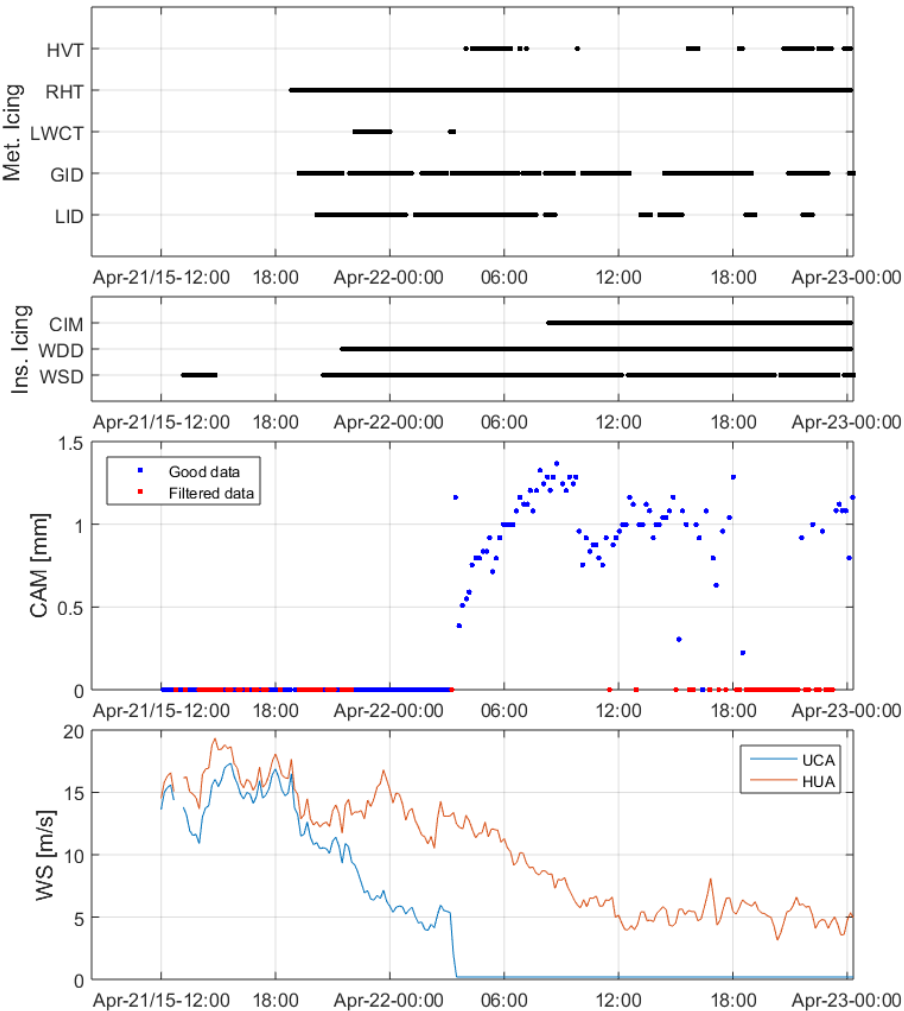 Met. Icing
HVT
RHT
LWCT
GID
LID
Apr-21/15-12:00 18:00 Apr-22-00:00 06:00 12:00 18:00 Apr-23-00:00
Ins. Icing
CIM
WDD
WSD
Apr-21/15-12:00 18:00 Apr-22-00:00 06:00 12:00 18:00 Apr-23-00:00
CAM [mm]
1.5
1
0.5
0
Good data
Filtered data
Apr-21/15-12:00 18:00 Apr-22-00:00 06:00 12:00 18:00 Apr-23-00:00
WS [m/s]
20
15
10
5
0
UCA
HUA
Apr-21/15-12:00 18:00 Apr-22-00:00 06:00 12:00 18:00 Apr-23-00:00